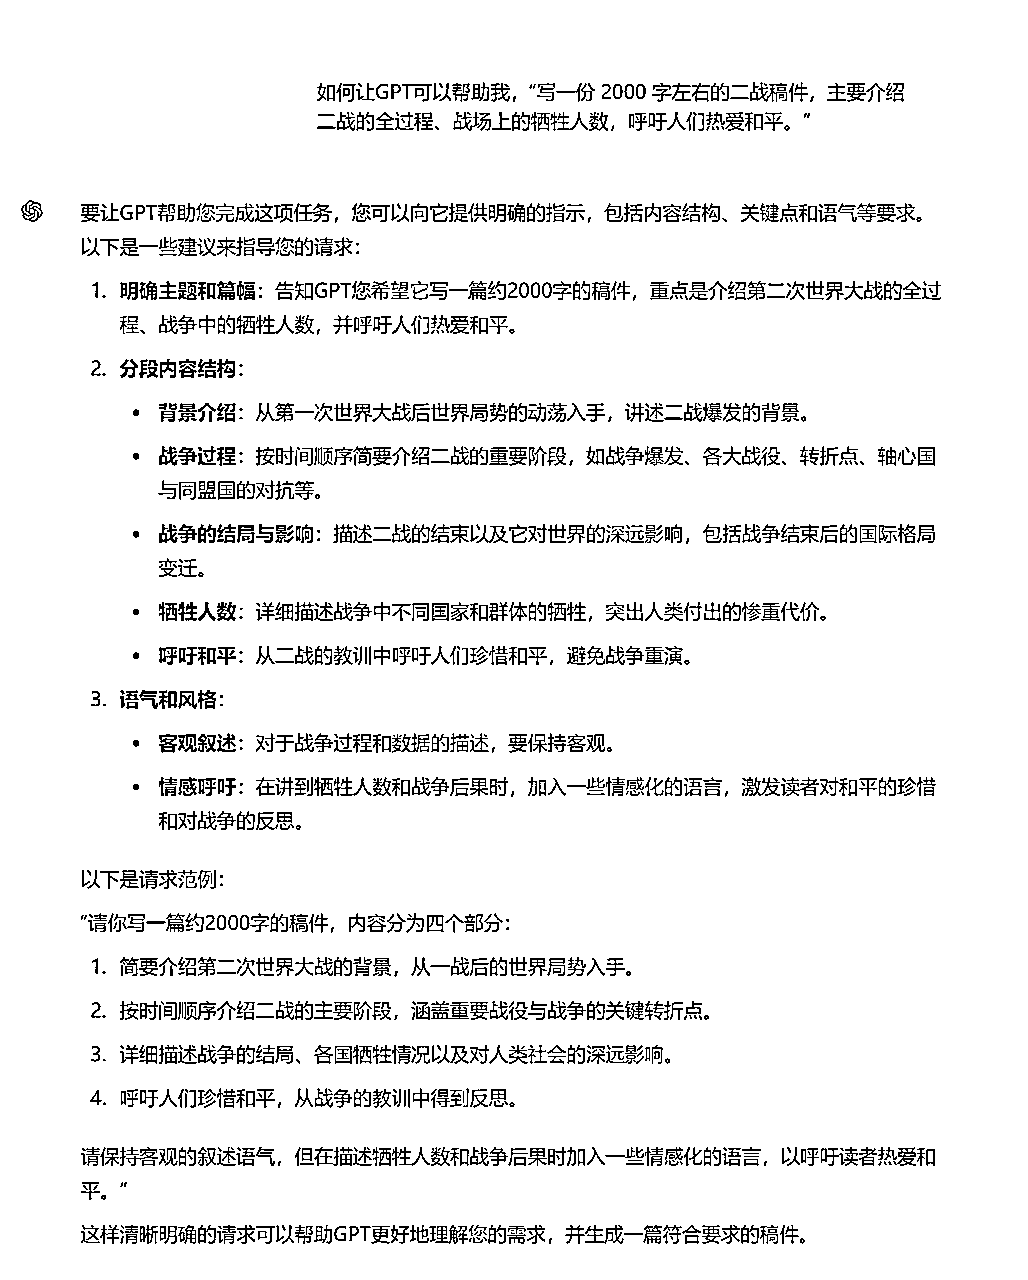 如何让GPT可以帮助我，“写一份 2000 字左右的二战稿件，主要介绍
二战的全过程、战场上的牺牲人数，呼吁人们热爱和平。”
要让GPT帮助您完成这项任务，您可以向它提供明确的指示，包括内容结构、关键点和语气等要求。
以下是一些建议来指导您的请求：
1. 明确主题和篇幅：告知GPT您希望它写一篇约2000字的稿件，重点是介绍第二次世界大战的全过
程、战争中的牺牲人数，并呼吁人们热爱和平。
2. 分段内容结构：
• 背景介绍：从第一次世界大战后世界局势的动荡入手，讲述二战爆发的背景。
• 战争过程：按时间顺序简要介绍二战的重要阶段，如战争爆发、各大战役、转折点、轴心国
与同盟国的对抗等。
• 战争的结局与影响：描述二战的结束以及它对世界的深远影响，包括战争结束后的国际格局
变迁。
• 牺牲人数：详细描述战争中不同国家和群体的牺牲，突出人类付出的惨重代价。
• 呼吁和平：从二战的教训中呼吁人们珍惜和平，避免战争重演。
3. 语气和风格：
• 客观叙述：对于战争过程和数据的描述，要保持客观。
• 情感呼吁：在讲到牺牲人数和战争后果时，加入一些情感化的语言，激发读者对和平的珍惜
和对战争的反思。
以下是请求范例：
“请你写一篇约2000字的稿件，内容分为四个部分：
1. 简要介绍第二次世界大战的背景，从一战后的世界局势入手。
2. 按时间顺序介绍二战的主要阶段，涵盖重要战役与战争的关键转折点。
3. 详细描述战争的结局、各国牺牲情况以及对人类社会的深远影响。
4. 呼吁人们珍惜和平，从战争的教训中得到反思。
请保持客观的叙述语气，但在描述牺牲人数和战争后果时加入一些情感化的语言，以呼吁读者热爱和
平。”
这样清晰明确的请求可以帮助GPT更好地理解您的需求，并生成一篇符合要求的稿件。